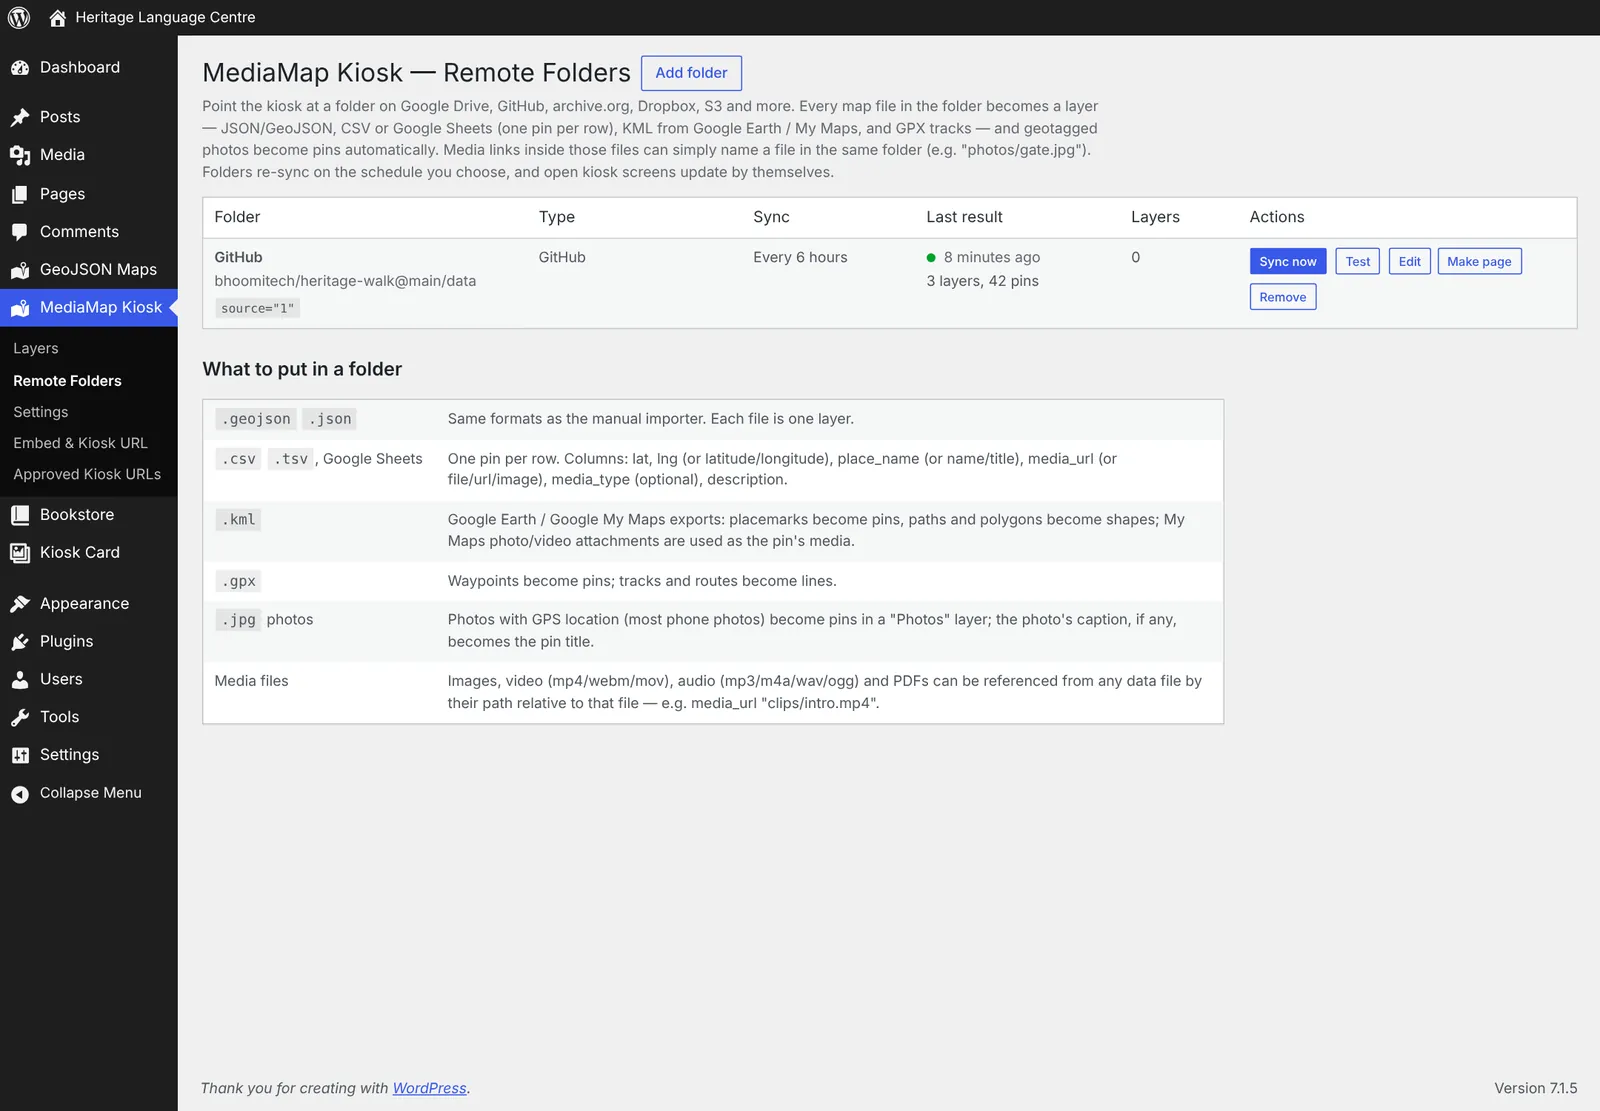 Heritage Language Centre
Dashboard
Posts
Media
Pages
Comments
GeoJSON Maps
MediaMap Kiosk
Layers
Remote Folders
Settings
Embed & Kiosk URL
Approved Kiosk URLs
Bookstore
Kiosk Card
Appearance
Plugins
Users
Tools
Settings
Collapse Menu
MediaMap Kiosk — Remote Folders
Add folder
Point the kiosk at a folder on Google Drive, GitHub, archive.org, Dropbox, S3 and more. Every map file in the folder becomes a layer
— JSON/GeoJSON, CSV or Google Sheets (one pin per row), KML from Google Earth / My Maps, and GPX tracks — and geotagged
photos become pins automatically. Media links inside those files can simply name a file in the same folder (e.g. "photos/gate.jpg").
Folders re-sync on the schedule you choose, and open kiosk screens update by themselves.
Folder Type Sync Last result Layers Actions
GitHub GitHub Every 6 hours 8 minutes ago 0 Sync now Test Edit Make page
bhoomitech/heritage-walk@main/data 3 layers, 42 pins
source="1" Remove
What to put in a folder
.geojson .json Same formats as the manual importer. Each file is one layer.
.csv .tsv , Google Sheets One pin per row. Columns: lat, lng (or latitude/longitude), place_name (or name/title), media_url (or
file/url/image), media_type (optional), description.
.kml Google Earth / Google My Maps exports: placemarks become pins, paths and polygons become shapes; My
Maps photo/video attachments are used as the pin's media.
.gpx Waypoints become pins; tracks and routes become lines.
.jpg photos Photos with GPS location (most phone photos) become pins in a "Photos" layer; the photo's caption, if any,
becomes the pin title.
Media files Images, video (mp4/webm/mov), audio (mp3/m4a/wav/ogg) and PDFs can be referenced from any data file by
their path relative to that file — e.g. media_url "clips/intro.mp4".
Thank you for creating with WordPress. Version 7.1.5